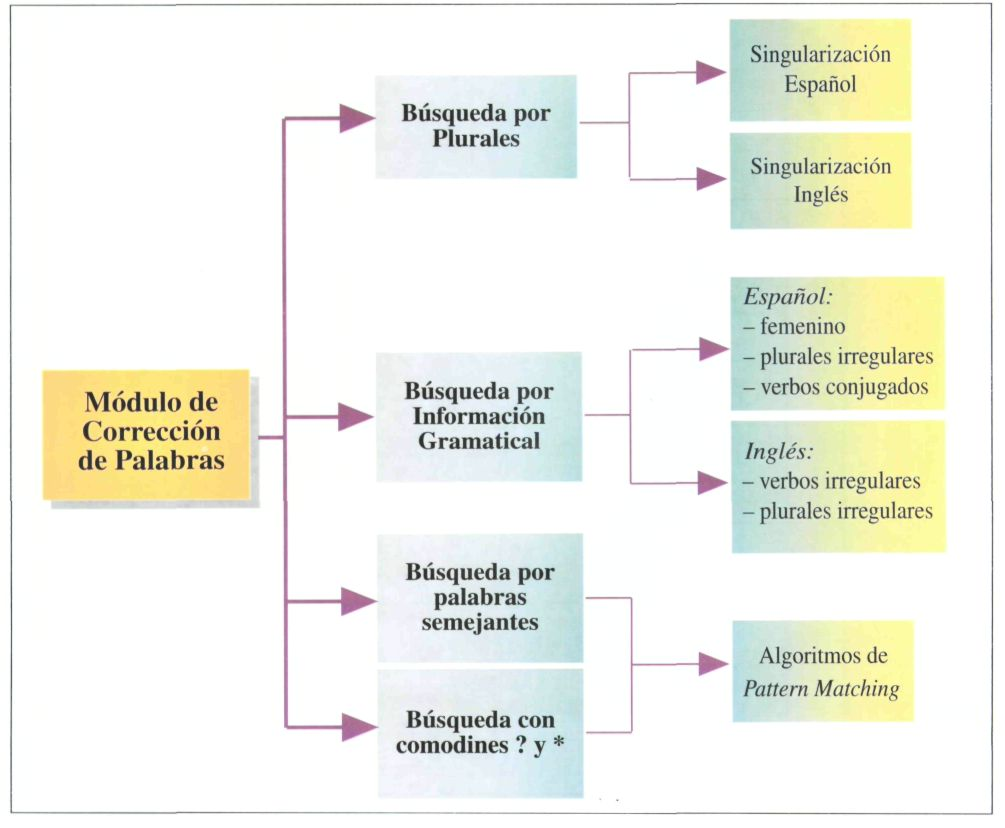 Módulo de
Corrección
de Palabras
Búsqueda por
Plurales
Singularización
Español
Singularización
Inglés
Búsqueda por
Información
Gramatical
Español:
– femenino
– plurales irregulares
– verbos conjugados
Inglés:
– verbos irregulares
– plurales irregulares
Búsqueda por
palabras
semejantes
Búsqueda con
comodines ? y *
Algoritmos de
Pattern Matching